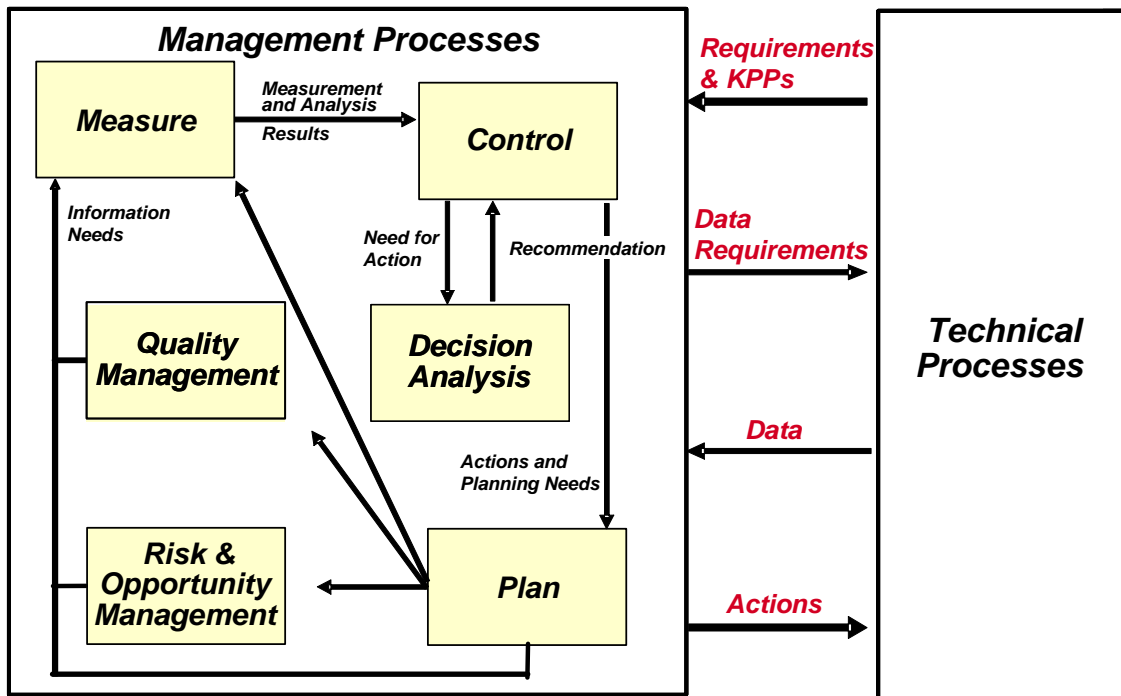 Management Processes
Measure
Measurement
and Analysis
Results
Control
Information
Needs
Need for
Action
Recommendation
Quality
Management
Decision
Analysis
Actions and
Planning Needs
Risk &
Opportunity
Management
Plan
Requirements
& KPPs
Data
Requirements
Data
Actions
Technical
Processes